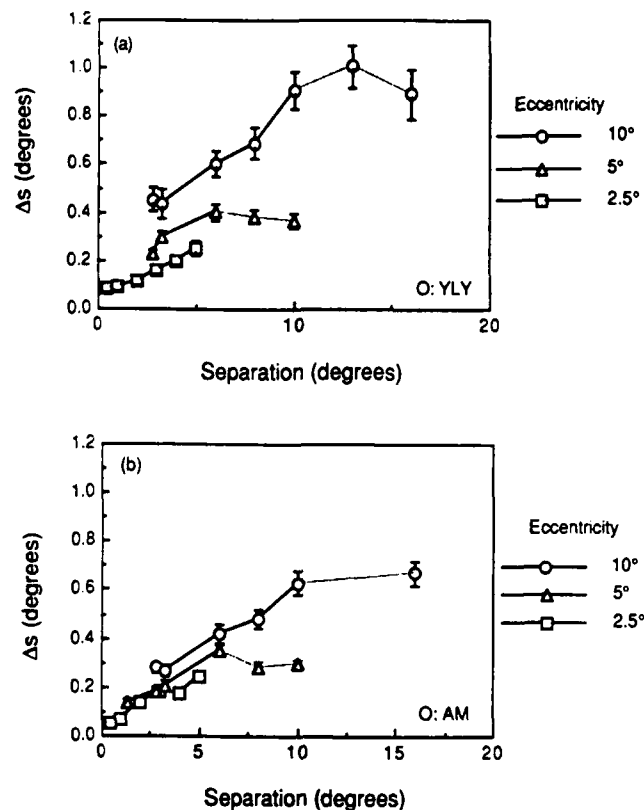 (a)
1.2
1.0
0.8
0.6
0.4
0.2
0.0
Δs (degrees)
0 10 20
Separation (degrees)
O: YLY
Eccentricity
10°
5°
2.5°
(b)
1.2
1.0
0.8
0.6
0.4
0.2
0.0
Δs (degrees)
0 5 10 15 20
Separation (degrees)
O: AM
Eccentricity
10°
5°
2.5°